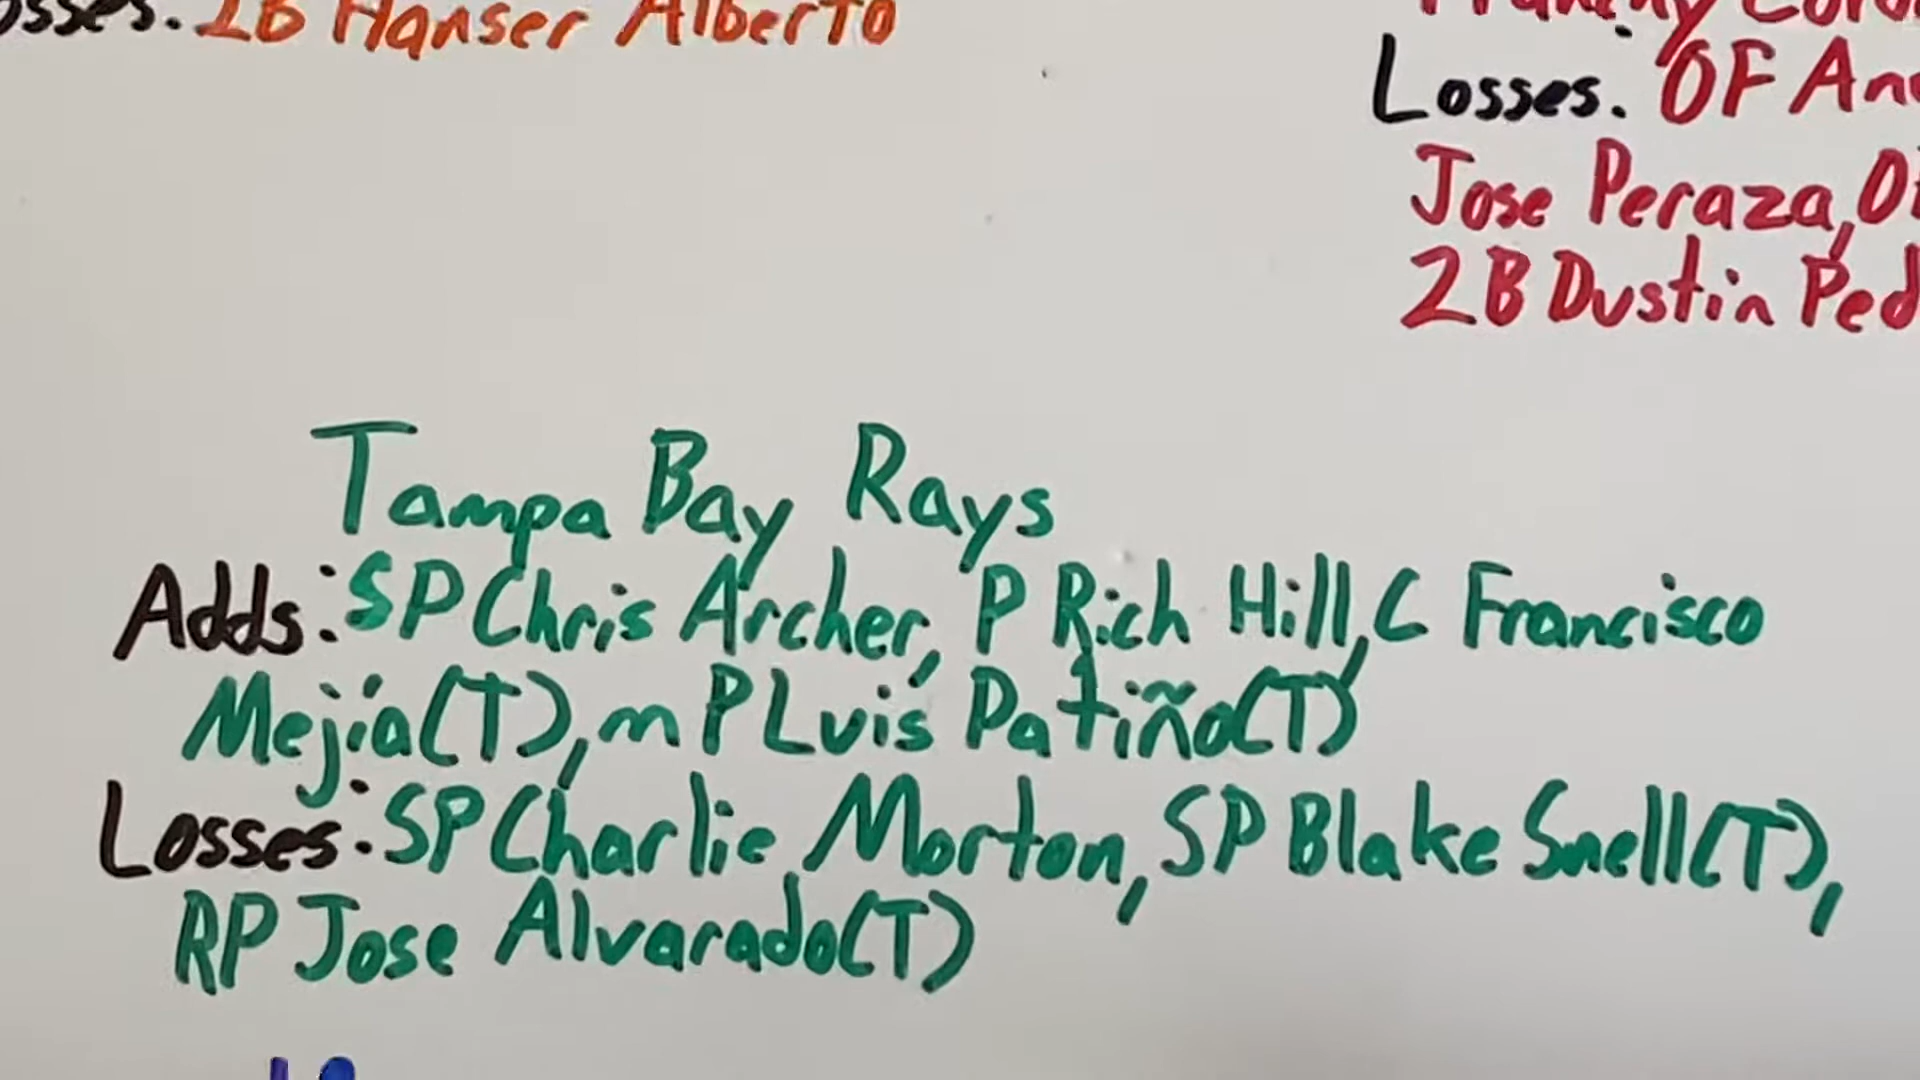 2B Hanser Alberto
Losses: OF
Jose Peraza,
2B Dustin
Tampa Bay Rays
Adds: SP Chris Archer, P Rich Hill, C Francisco
Mejía(T), m P Luis Patiño(T)
Losses: SP Charlie Morton, SP Blake Snell(T),
RP Jose Alvarado(T)